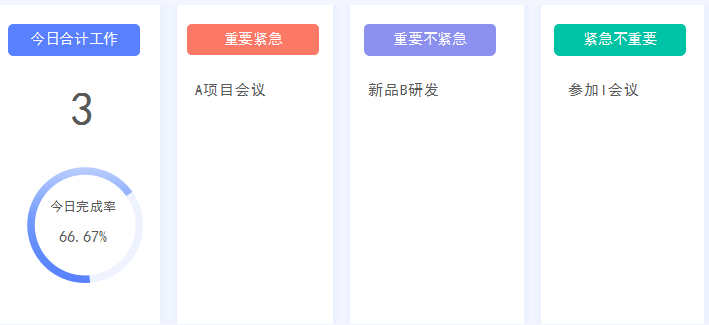 今日合计工作
3
今日完成率
66.67%
重要紧急
A项目会议
重要不紧急
新品B研发
紧急不重要
参加I会议